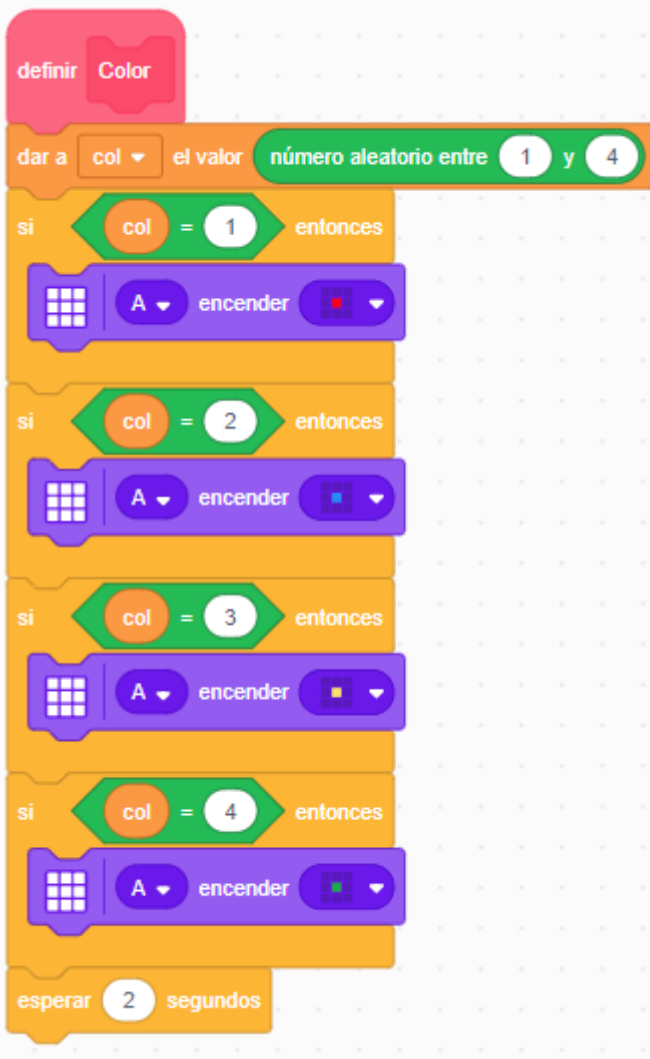 definir Color
dar a col el valor número aleatorio entre 1 y 4
si col = 1 entonces
A encender
si col = 2 entonces
A encender
si col = 3 entonces
A encender
si col = 4 entonces
A encender
esperar 2 segundos